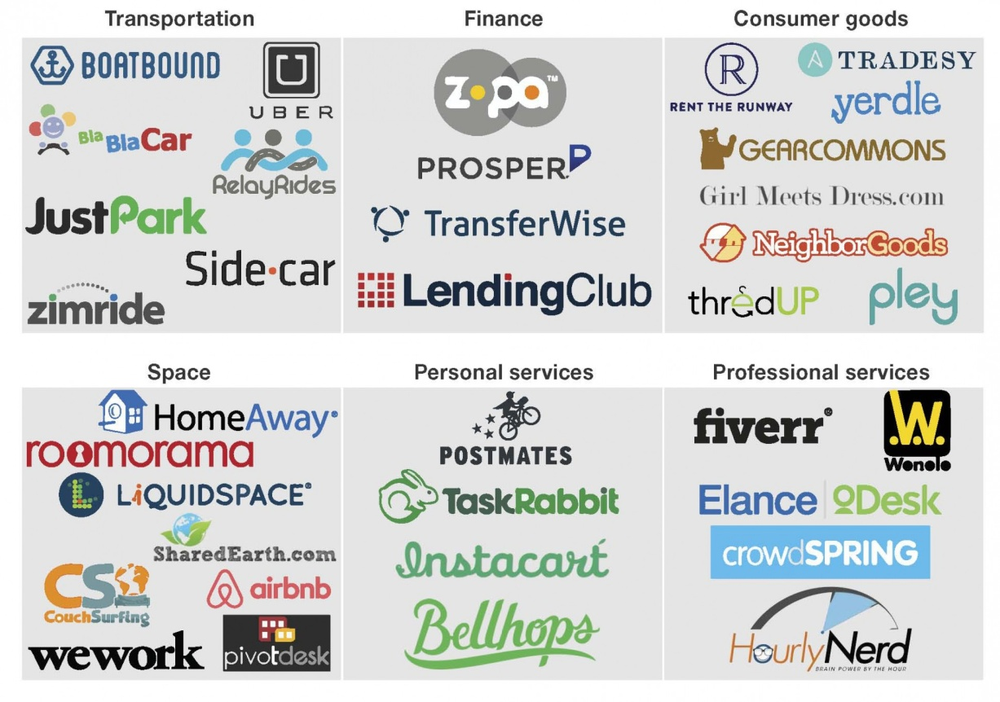 Transportation
BOATBOUND
UBER
Bla BlaCar
RelayRides
JustPark
Side·car
zimride
Finance
zopa™
PROSPER
TransferWise
LendingClub
Consumer goods
R
RENT THE RUNWAY
TRADESY
yerdle
GEARCOMMONS
Girl Meets Dress.com
NeighborGoods
thredUP
pley
Space
HomeAway®
roomorama
LiQUIDSPACE®
SharedEarth.com
CS
CouchSurfing
airbnb
wework
pivotdesk
Personal services
POSTMATES
TaskRabbit
Instacart
Bellhops
Professional services
fiverr®
W.
Wonolo
Elance | oDesk
crowdSPRING
HourlyNerd
BRAIN POWER BY THE HOUR